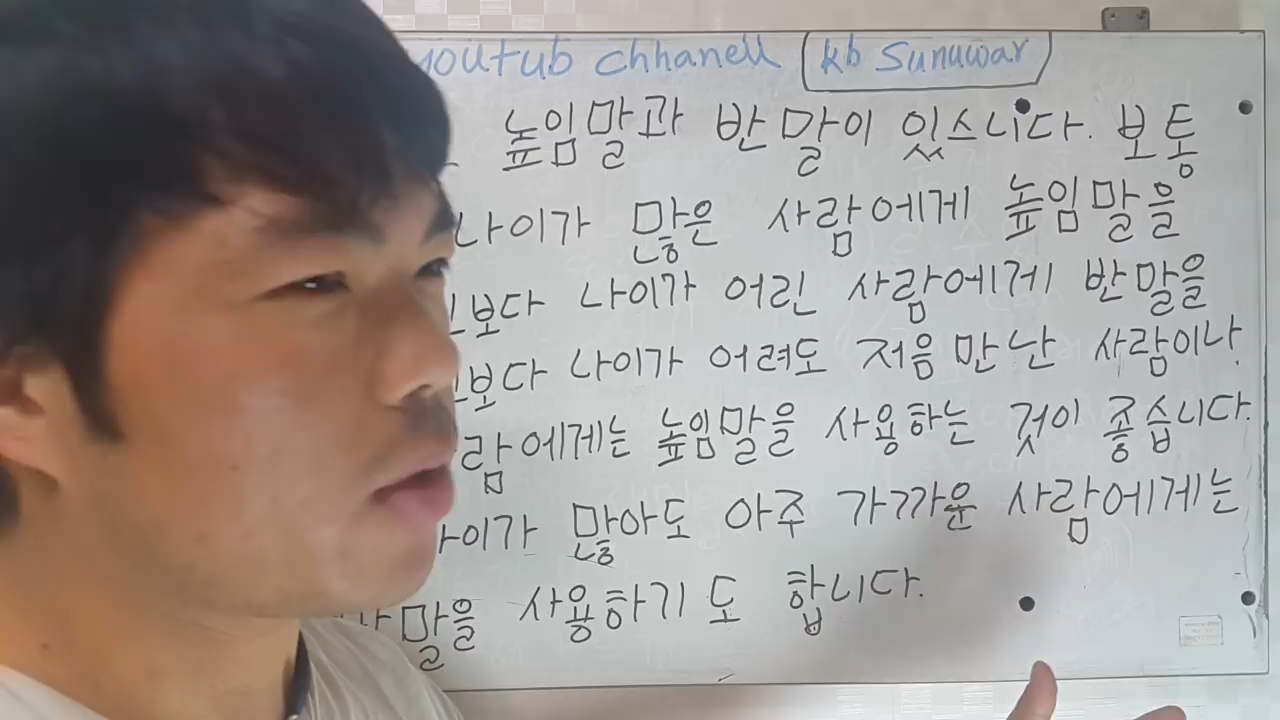 youtub chhanell kb Sunuwar
높임말과 반말이 있습니다. 보통
나이가 많은 사람에게 높임말을
보다 나이가 어린 사람에게 반말을
보다 나이가 어려도 저음 만난 사람이나
람에게는 높임말을 사용하는 것이 좋습니다.
이가 많아도 아주 가까운 사람에게는
말을 사용하기도 합니다.